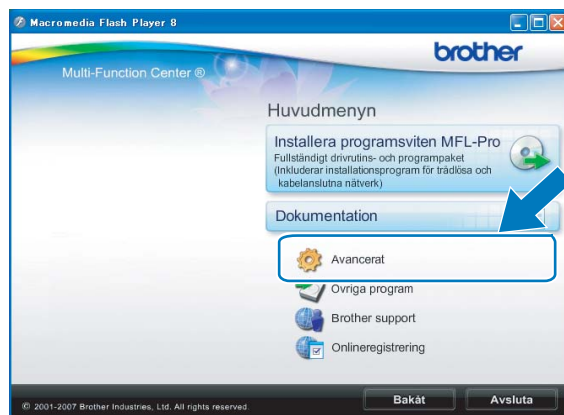 Macromedia Flash Player 8
brother
Multi-Function Center ®
Huvudmenyn
Installera programsviten MFL-Pro
Fullständigt drivrutins- och programpaket
(Inkluderar installationsprogram för trådlösa och
kabelanslutna nätverk)
Dokumentation
Avancerat
Övriga program
Brother support
Onlineregistrering
© 2001-2007 Brother Industries, Ltd. All rights reserved.
Bakåt
Avsluta